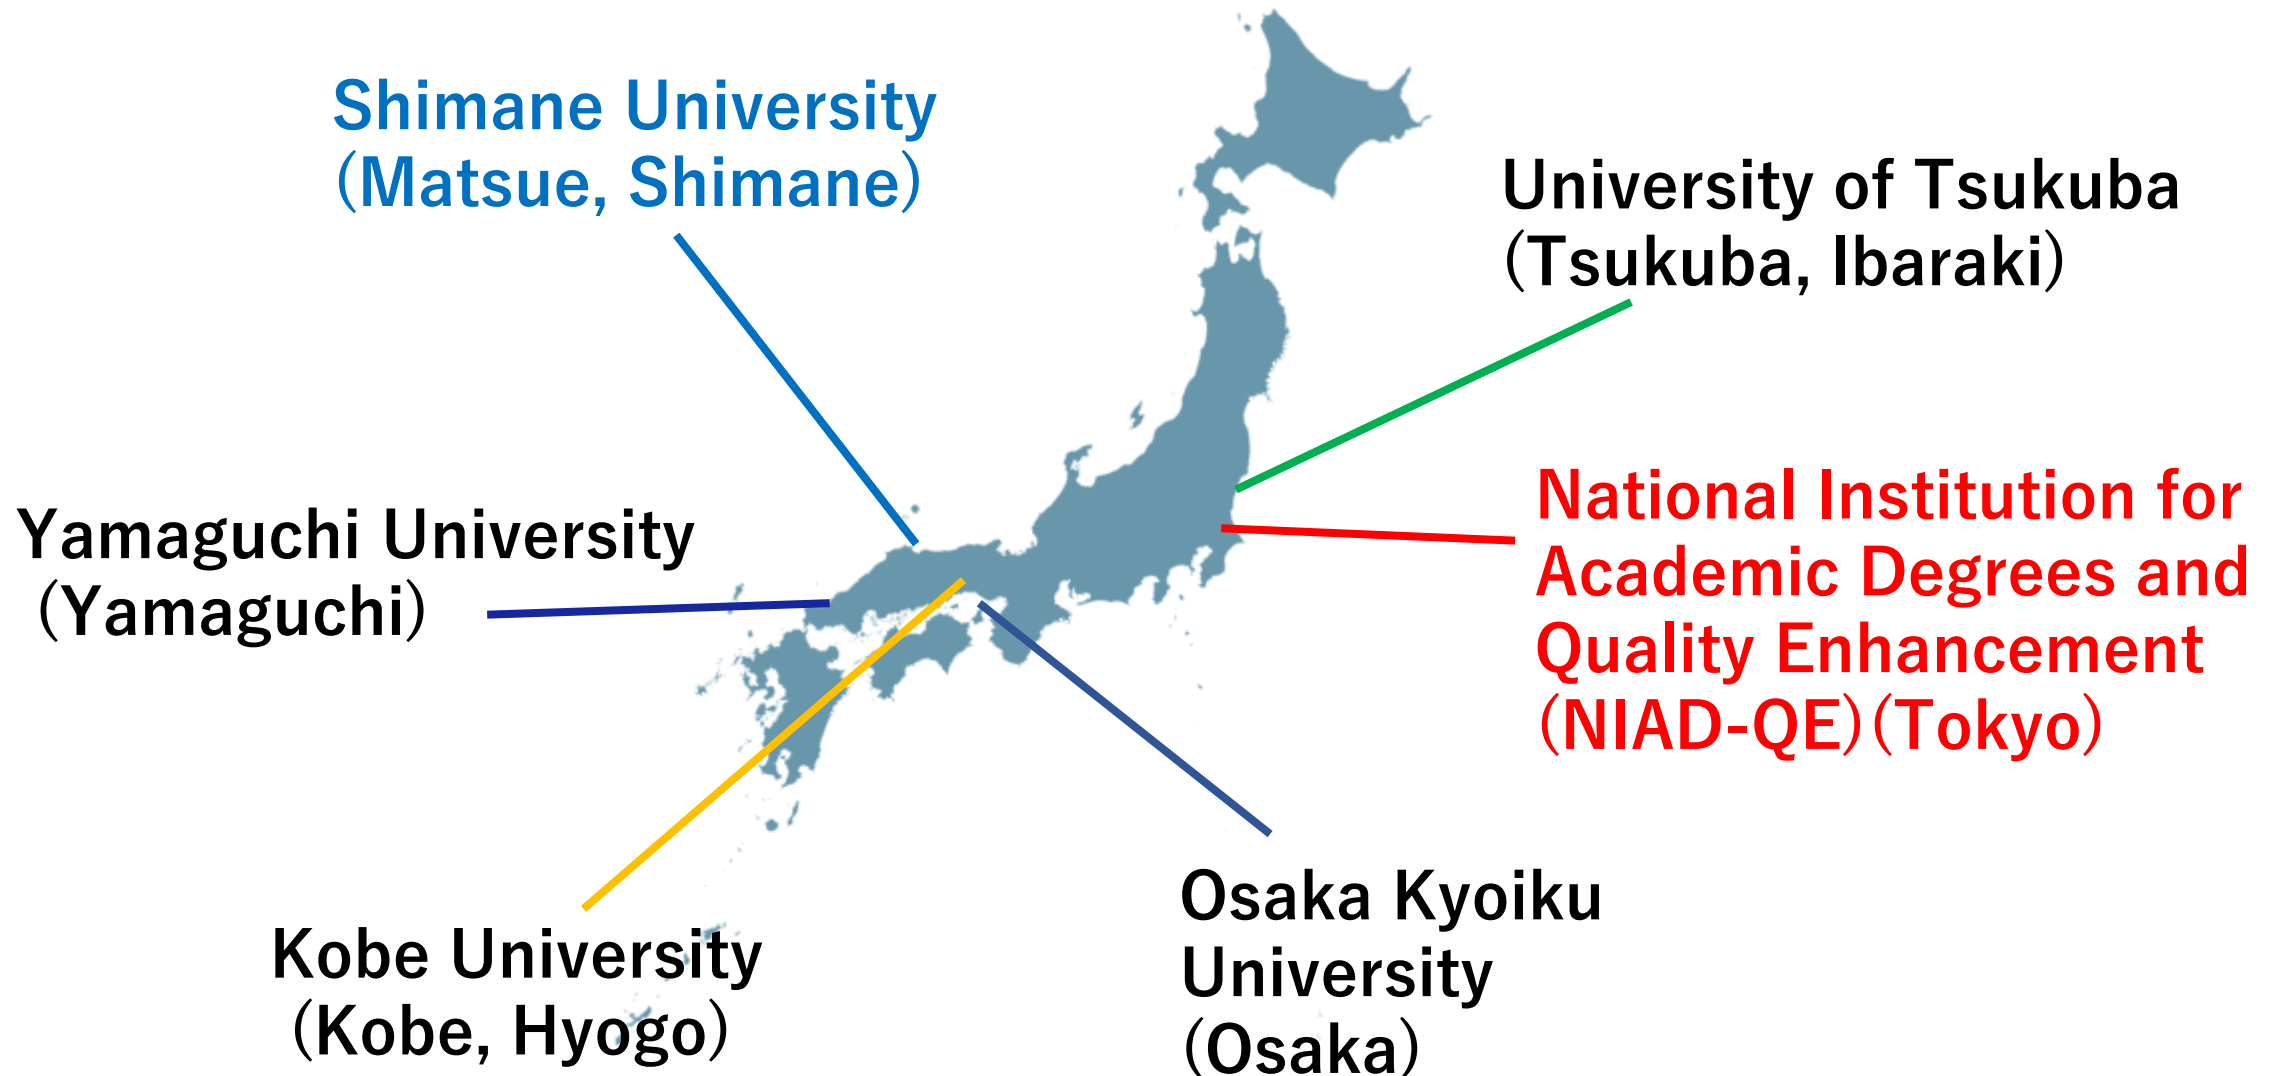 Shimane University
(Matsue, Shimane)
University of Tsukuba
(Tsukuba, Ibaraki)
National Institution for
Academic Degrees and
Quality Enhancement
(NIAD-QE)(Tokyo)
Yamaguchi University
(Yamaguchi)
Kobe University
(Kobe, Hyogo)
Osaka Kyoiku
University
(Osaka)